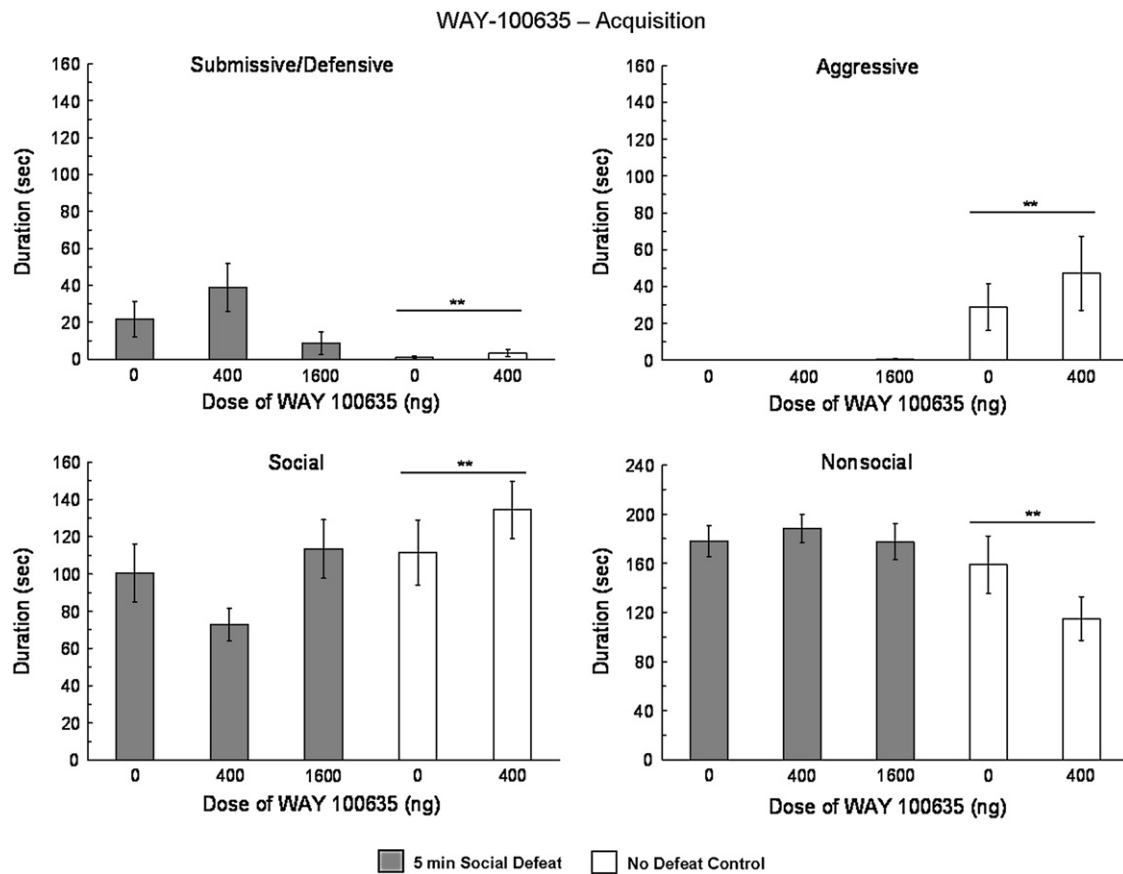 WAY-100635 – Acquisition
Submissive/Defensive
Duration (sec)
160
140
120
100
80
60
40
20
0
**
0 400 1600 0 400
Dose of WAY 100635 (ng)
Aggressive
Duration (sec)
160
140
120
100
80
60
40
20
0
**
0 400 1600 0 400
Dose of WAY 100635 (ng)
Social
Duration (sec)
160
140
120
100
80
60
40
20
0
**
0 400 1600 0 400
Dose of WAY 100635 (ng)
Nonsocial
Duration (sec)
240
200
160
120
80
40
0
**
0 400 1600 0 400
Dose of WAY 100635 (ng)
5 min Social Defeat No Defeat Control